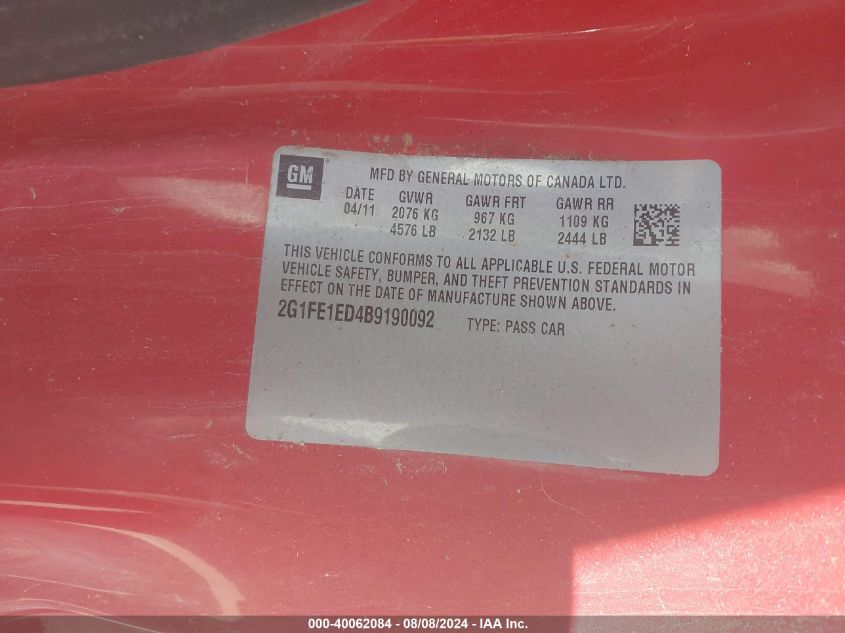 GM
MFD BY GENERAL MOTORS OF CANADA LTD.
DATE GVWR GAWR FRT GAWR RR
04/11 2076 KG 967 KG 1109 KG
4576 LB 2132 LB 2444 LB
THIS VEHICLE CONFORMS TO ALL APPLICABLE U.S. FEDERAL MOTOR
VEHICLE SAFETY, BUMPER, AND THEFT PREVENTION STANDARDS IN
EFFECT ON THE DATE OF MANUFACTURE SHOWN ABOVE.
2G1FE1ED4B9190092 TYPE: PASS CAR
000-40062084 - 08/08/2024 - IAA Inc.